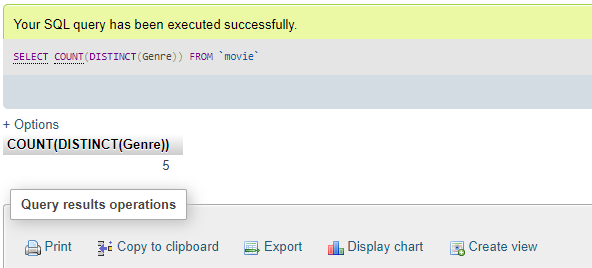 Your SQL query has been executed successfully.
SELECT COUNT(DISTINCT(Genre)) FROM `movie`
+ Options
COUNT(DISTINCT(Genre))
5
Query results operations
Print Copy to clipboard Export Display chart Create view